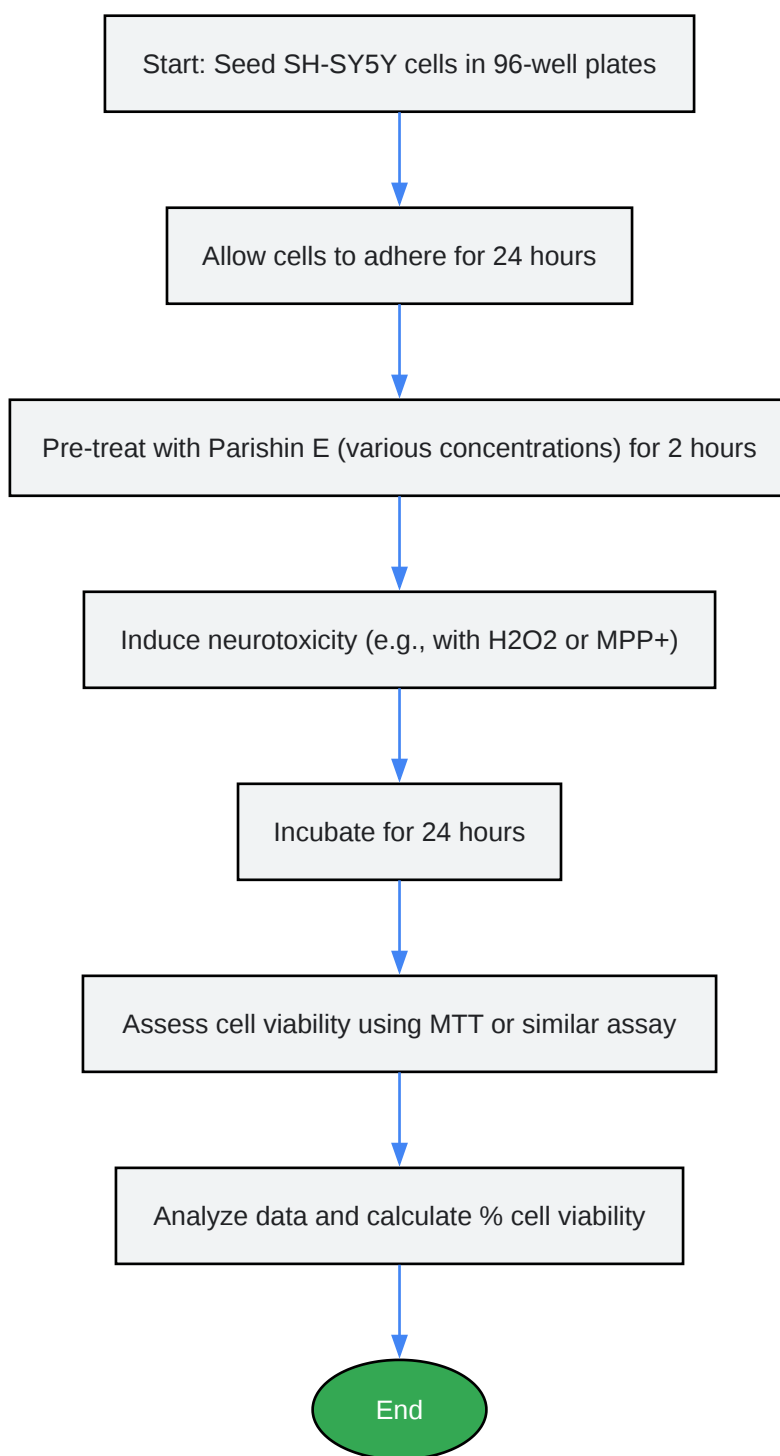 Start: Seed SH-SY5Y cells in 96-well plates
Allow cells to adhere for 24 hours
Pre-treat with Parishin E (various concentrations) for 2 hours
Induce neurotoxicity (e.g., with H2O2 or MPP+)
Incubate for 24 hours
Assess cell viability using MTT or similar assay
Analyze data and calculate % cell viability
End